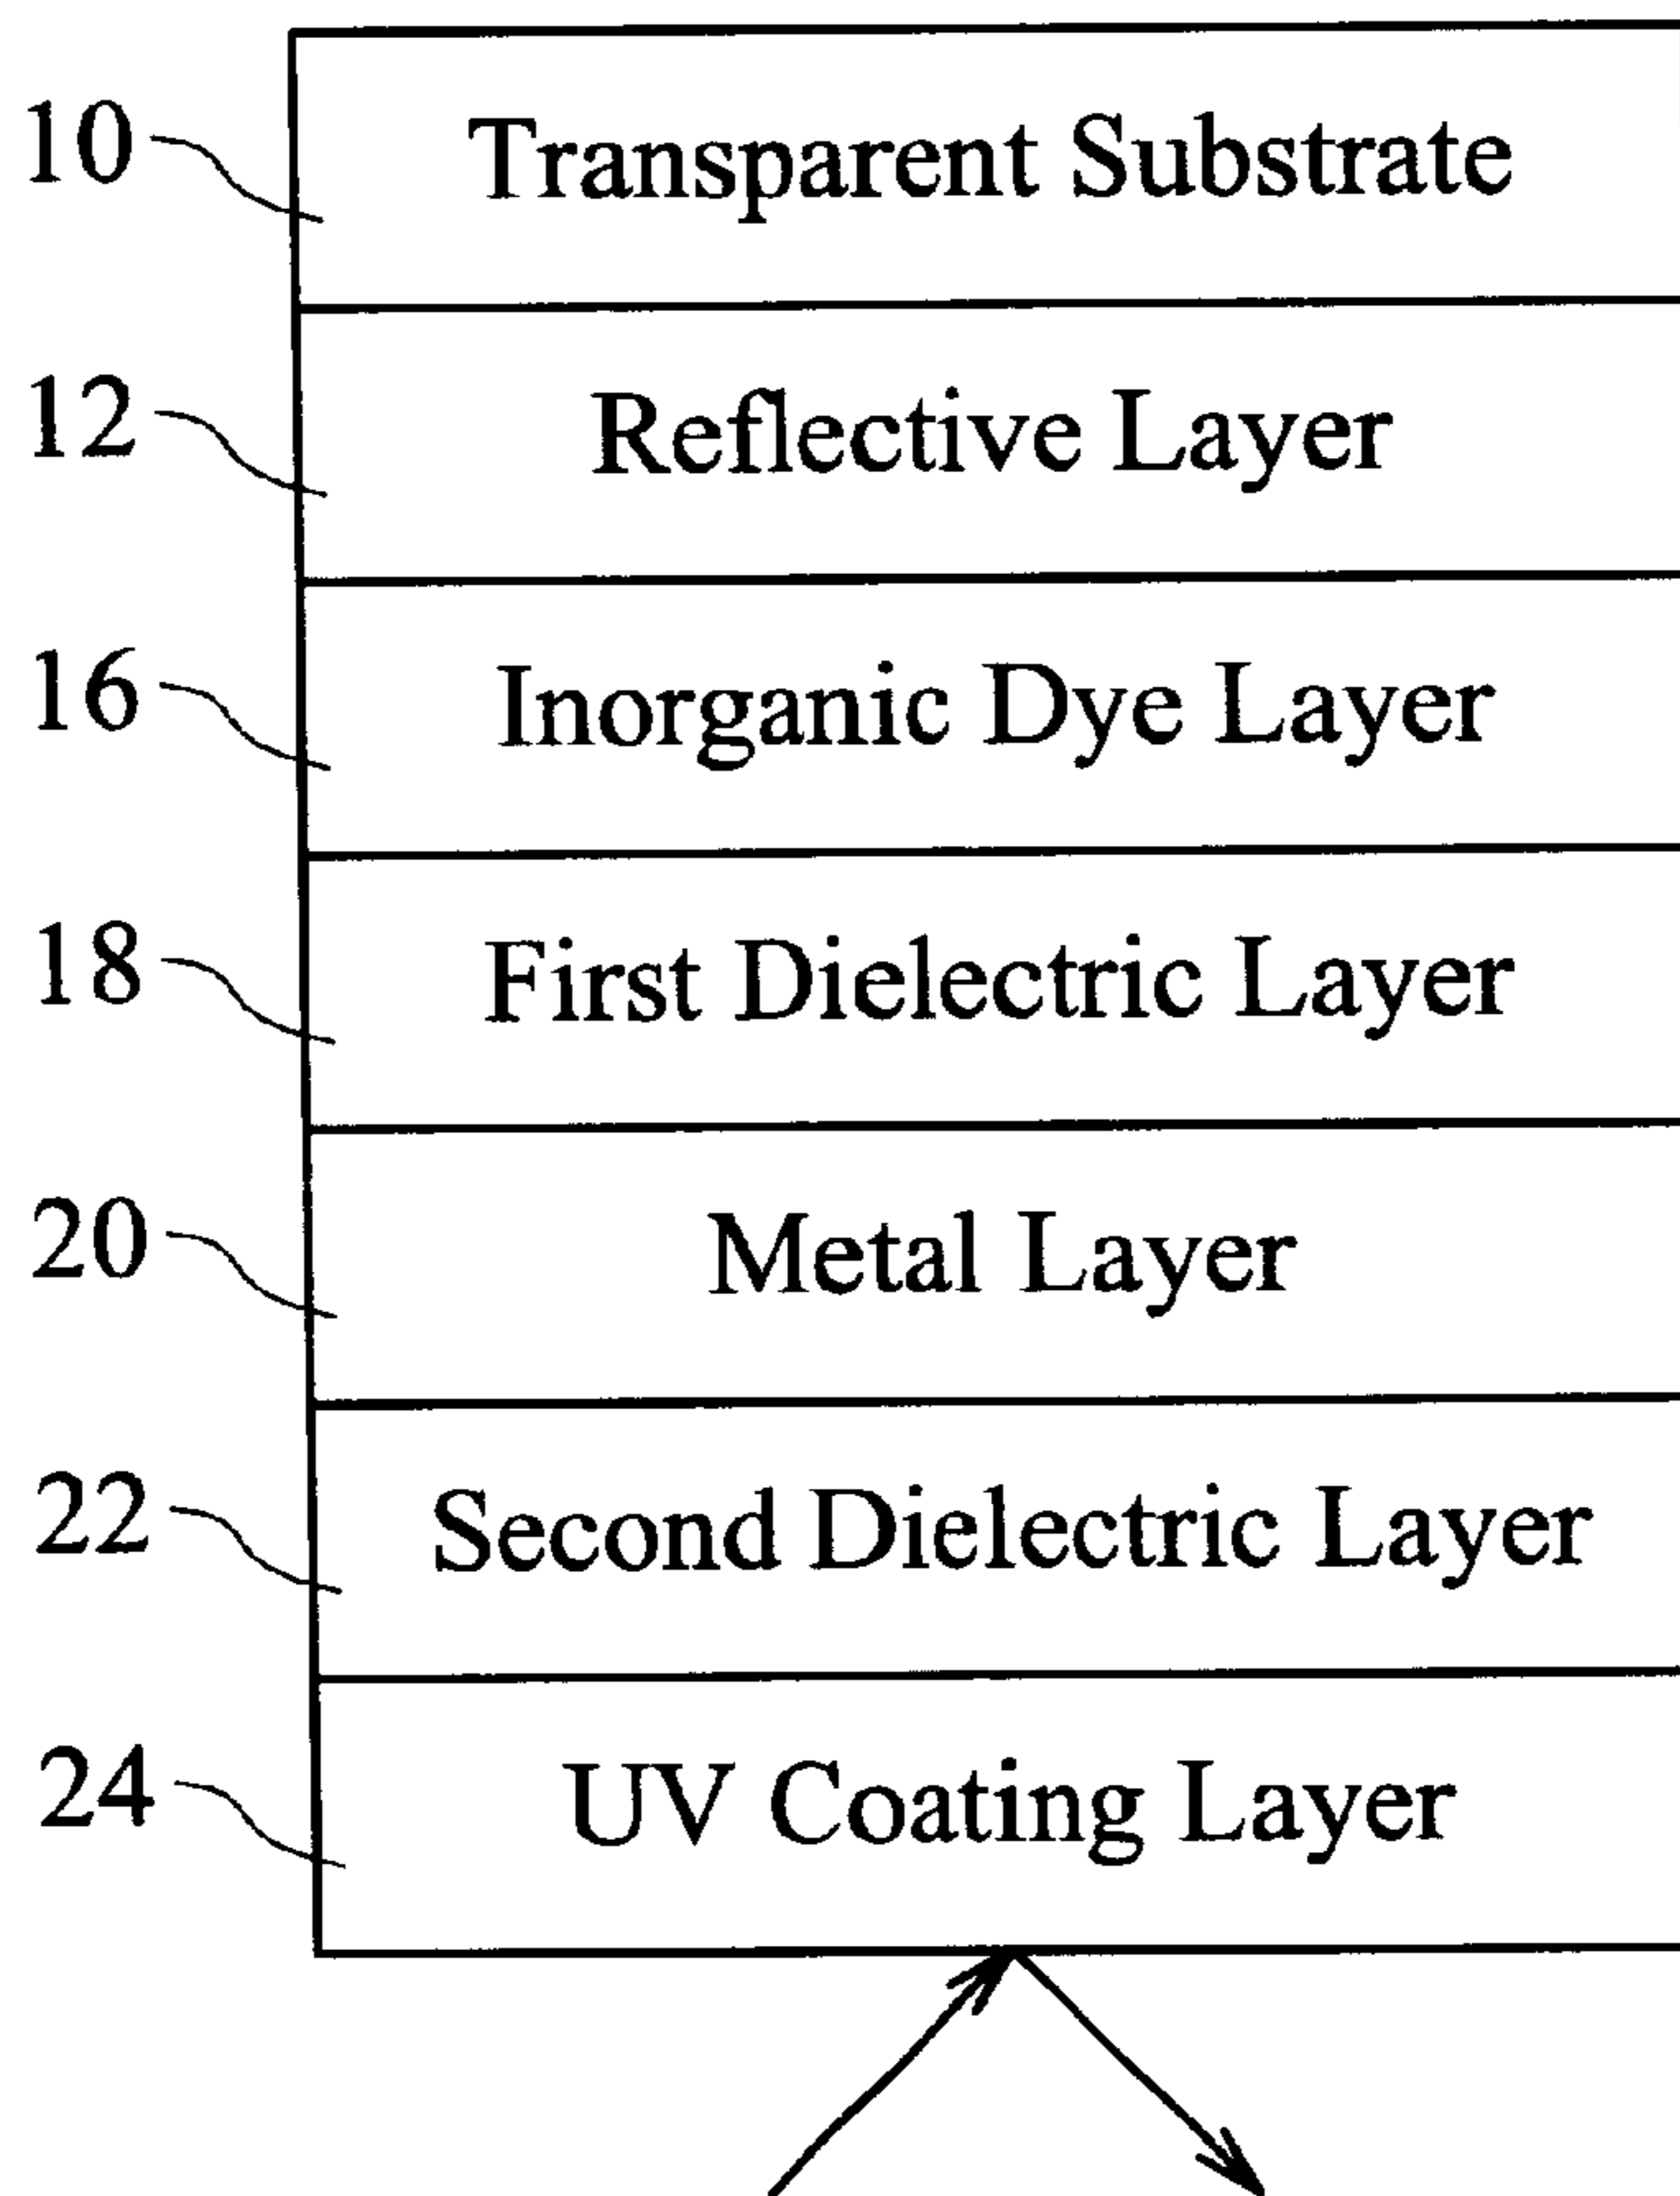 10 Transparent Substrate
12 Reflective Layer
16 Inorganic Dye Layer
18 First Dielectric Layer
20 Metal Layer
22 Second Dielectric Layer
24 UV Coating Layer